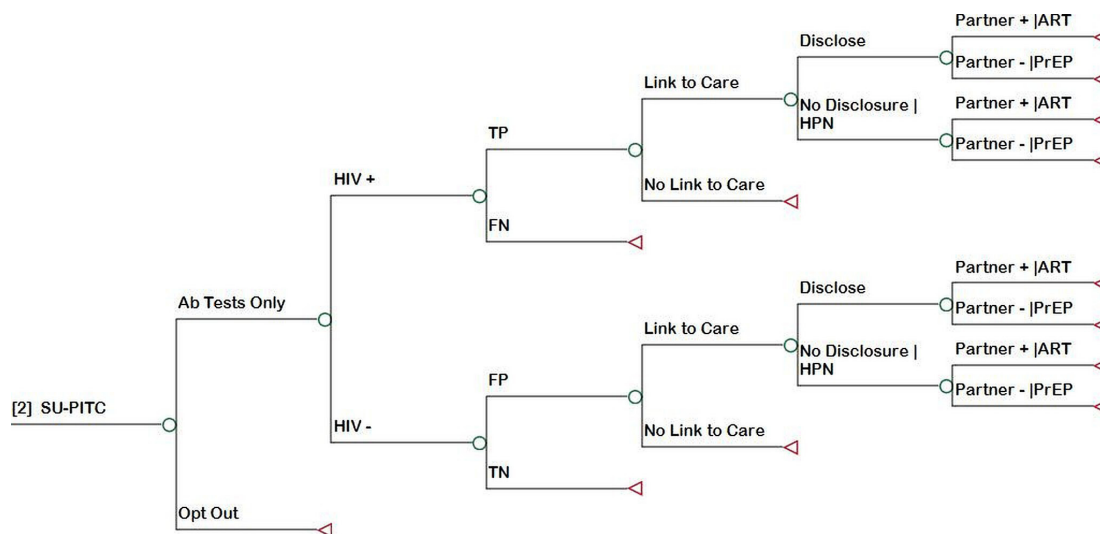 Partner + |ART
Disclose
Partner - |PrEP
Link to Care
No Disclosure |
HPN
Partner + |ART
Partner - |PrEP
TP
HIV +
No Link to Care
FN
Ab Tests Only
Partner + |ART
Disclose
Partner - |PrEP
Link to Care
No Disclosure |
HPN
Partner + |ART
Partner - |PrEP
FP
[2] SU-PITC
HIV -
No Link to Care
TN
Opt Out